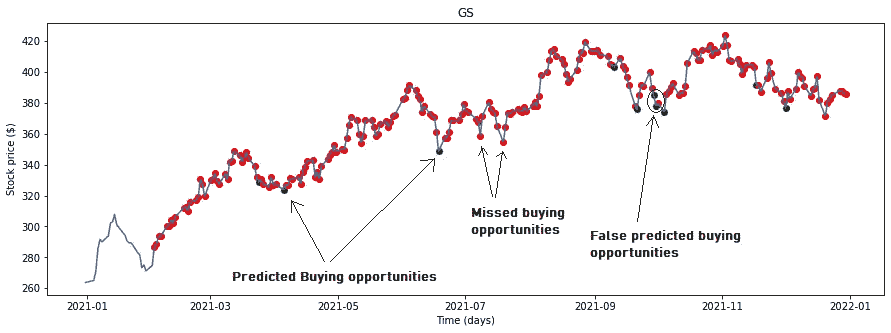 GS
420
400
380
360
340
320
300
280
260
Stock price ($)
Missed buying
opportunities
False predicted buying
opportunities
Predicted Buying opportunities
2021-01
2021-03
2021-05
2021-07
2021-09
2021-11
2022-01
Time (days)